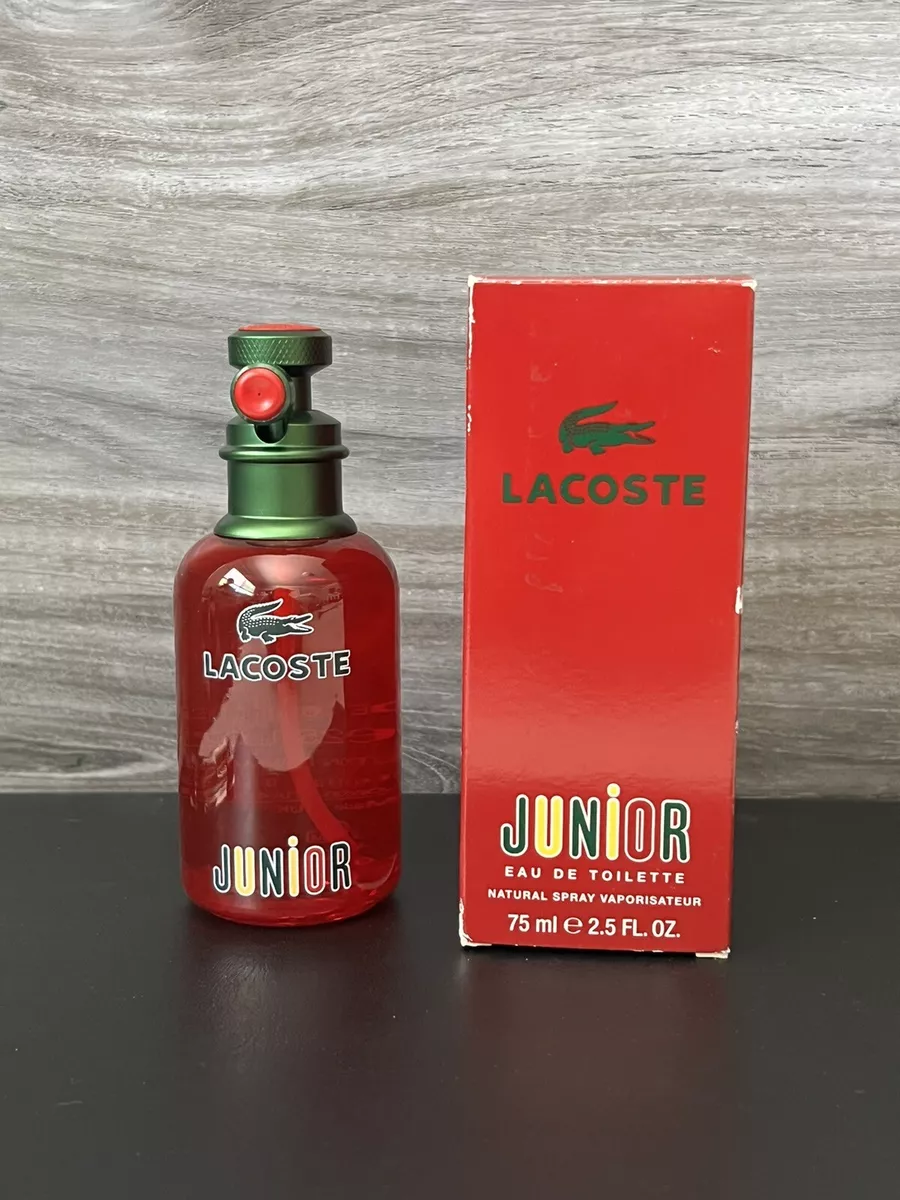 LACOSTE
JUNiOR
LACOSTE
JUNiOR
EAU DE TOILETTE
NATURAL SPRAY VAPORISATEUR
75 ml ℮ 2.5 FL. OZ.